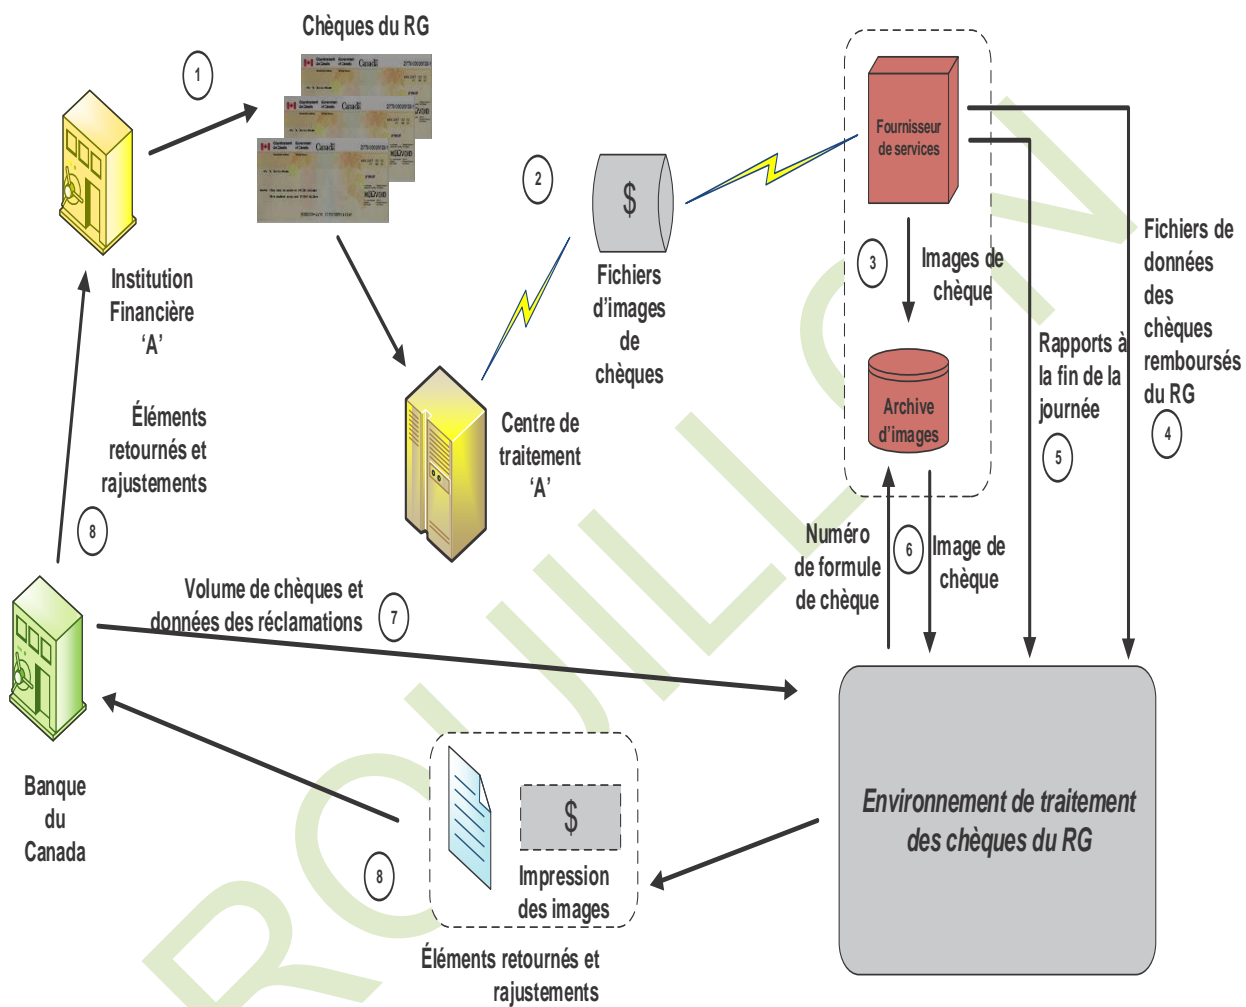 Chèques du RG
1
Canada
Canada
Canada
2
$
Fichiers
d'images
de
chèques
Fournisseur
de services
3
Images de
chèque
Archive
d'images
Fichiers de
données
des
chèques
remboursés
du RG
4
Rapports à
la fin de la
journée
5
Institution
Financière
'A'
Éléments
retournés et
rajustements
8
Centre de
traitement
'A'
Numéro
de formule
de chèque
6
Image de
chèque
Volume de chèques et
données des réclamations
7
Banque
du
Canada
$
Impression
des images
8
Éléments retournés et
rajustements
Environnement de traitement
des chèques du RG
BROUILLON